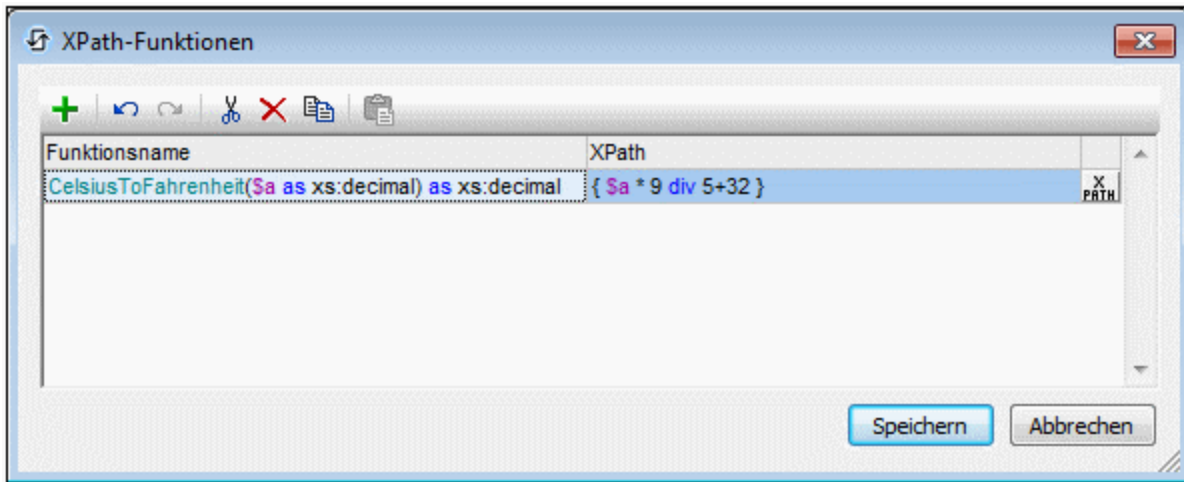 XPath-Funktionen
Funktionsname XPath
CelsiusToFahrenheit($a as xs:decimal) as xs:decimal { $a * 9 div 5+32 } X PATH
Speichern Abbrechen